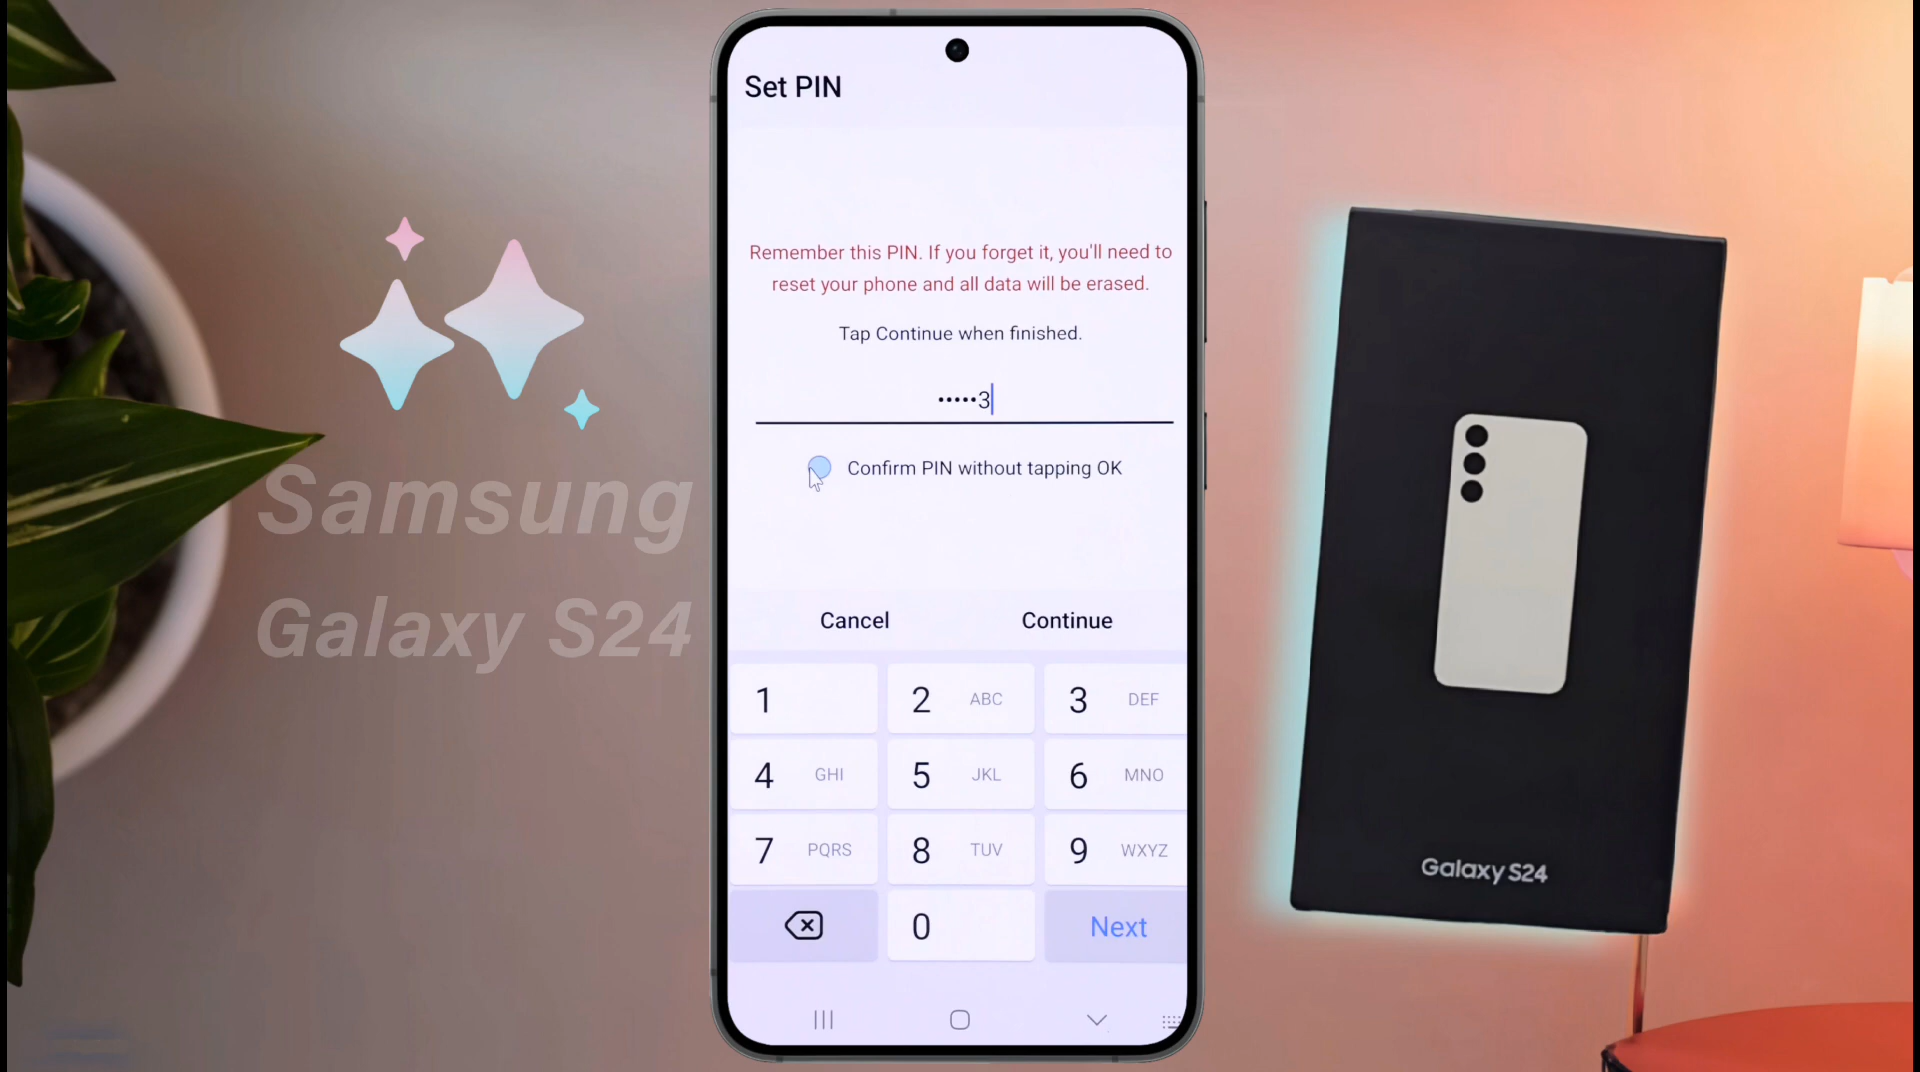 Set PIN
Remember this PIN. If you forget it, you'll need to
reset your phone and all data will be erased.
Tap Continue when finished.
•••••3
Confirm PIN without tapping OK
Cancel Continue
1 2 ABC 3 DEF
4 GHI 5 JKL 6 MNO
7 PQRS 8 TUV 9 WXYZ
0 Next
Samsung
Galaxy S24
Galaxy S24